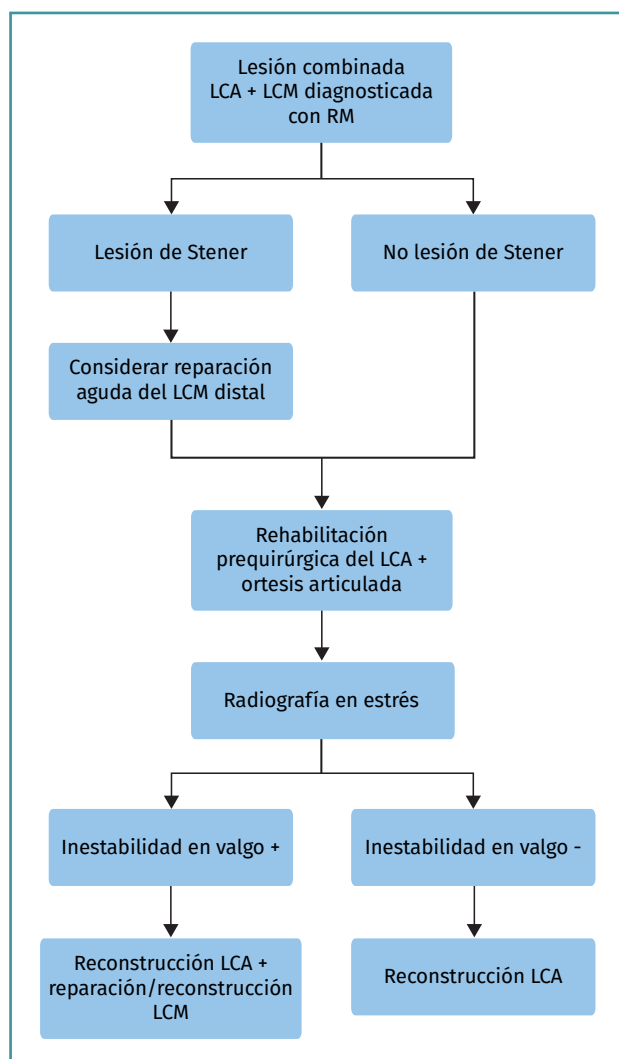 Lesión combinada
LCA + LCM diagnosticada
con RM
Lesión de Stener
No lesión de Stener
Considerar reparación
aguda del LCM distal
Rehabilitación
prequirúrgica del LCA +
ortesis articulada
Radiografía en estrés
Inestabilidad en valgo +
Inestabilidad en valgo -
Reconstrucción LCA +
reparación/reconstrucción
LCM
Reconstrucción LCA